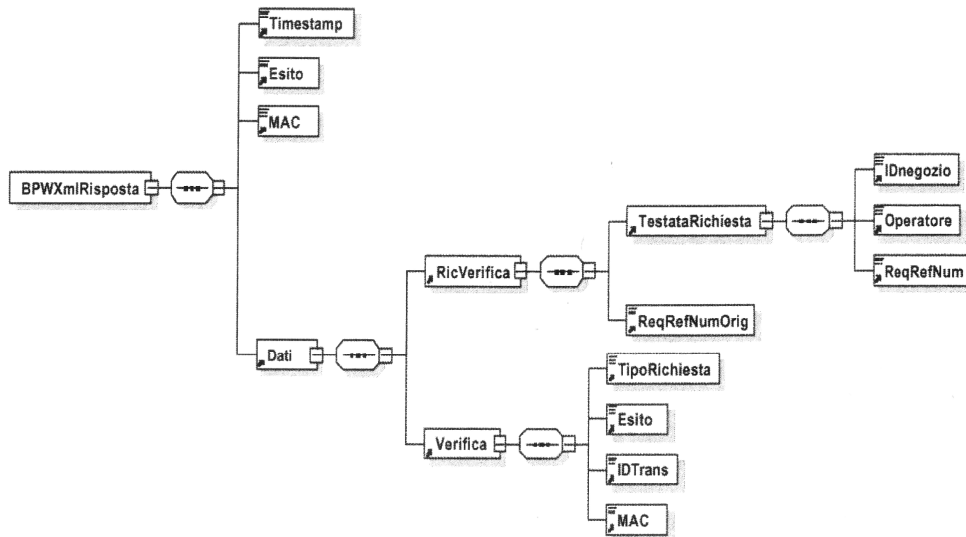 Timestamp
Esito
MAC
BPWXmlRisposta
IDnegozio
TestataRichiesta
Operatore
RicVerifica
ReqRefNum
ReqRefNumOrig
Dati
TipoRichiesta
Esito
Verifica
IDTrans
MAC